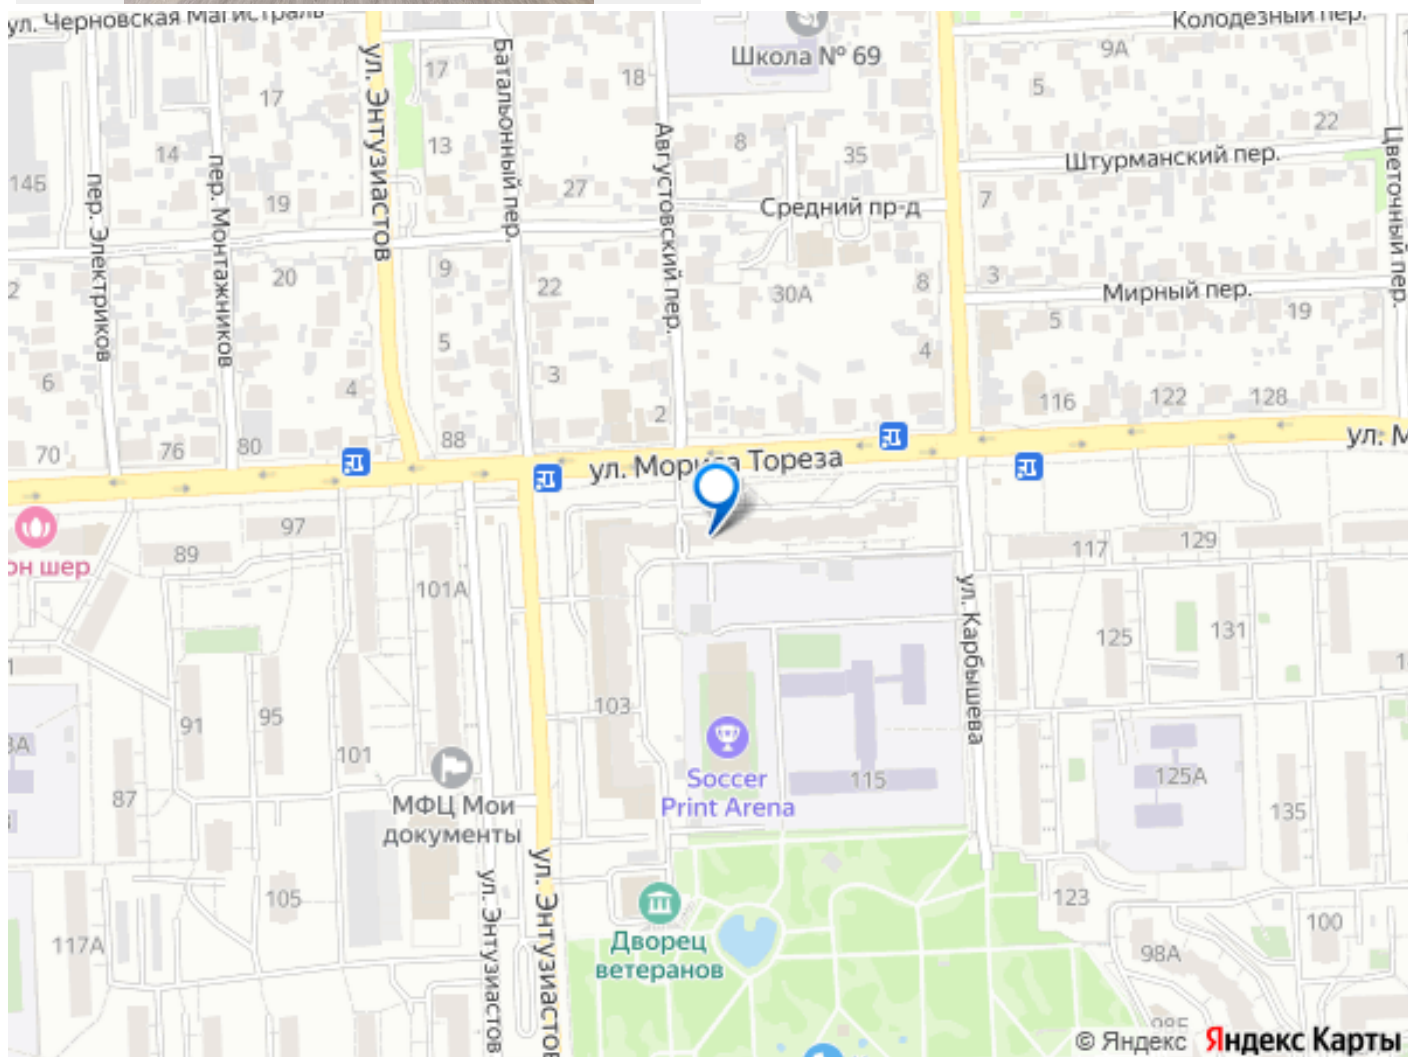 ул. Черновская Магистраль
Колодезный пер.
Школа № 69
9А
17
18
5
17
ул. Энтузиастов
Батальонный пер.
22
13
Августовский пер.
8
35
Штурманский пер.
Цветочный пер.
14
145
пер. Монтажников
пер. Электриков
27
19
Средний пр-д
7
9
20
22
30А
8
3
Мирный пер.
2
19
5
5
4
3
6
4
116
122
128
2
70
76
80
88
ул. М
ул. Мориса Тореза
97
89
он шер
117
129
101А
ул. Карбышева
125
131
103
91
95
101
3А
Soccer
Print Arena
115
125А
87
МФЦ Мои
документы
135
ул. Энтузиастов
ул. Энтузиастов
105
123
100
Дворец
ветеранов
117А
98А
© Яндекс Яндекс Карты